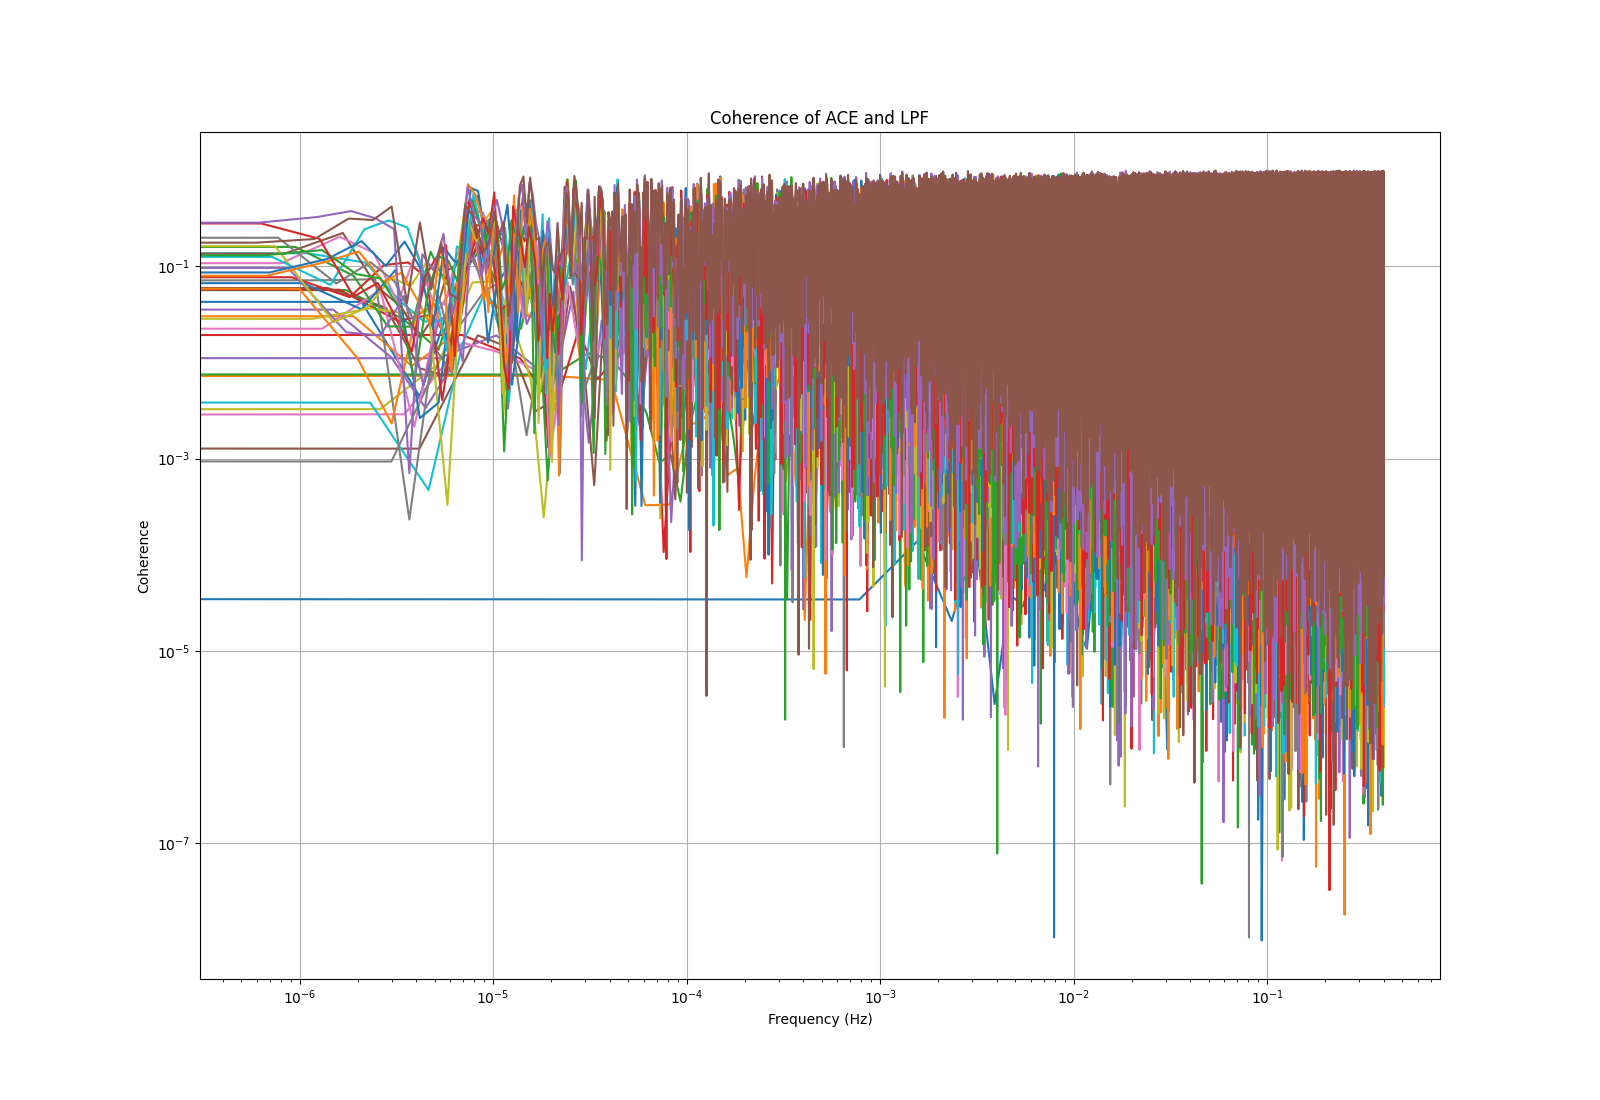 Coherence of ACE and LPF
Coherence
10⁻¹
10⁻³
10⁻⁵
10⁻⁷
10⁻⁶ 10⁻⁵ 10⁻⁴ 10⁻³ 10⁻² 10⁻¹
Frequency (Hz)